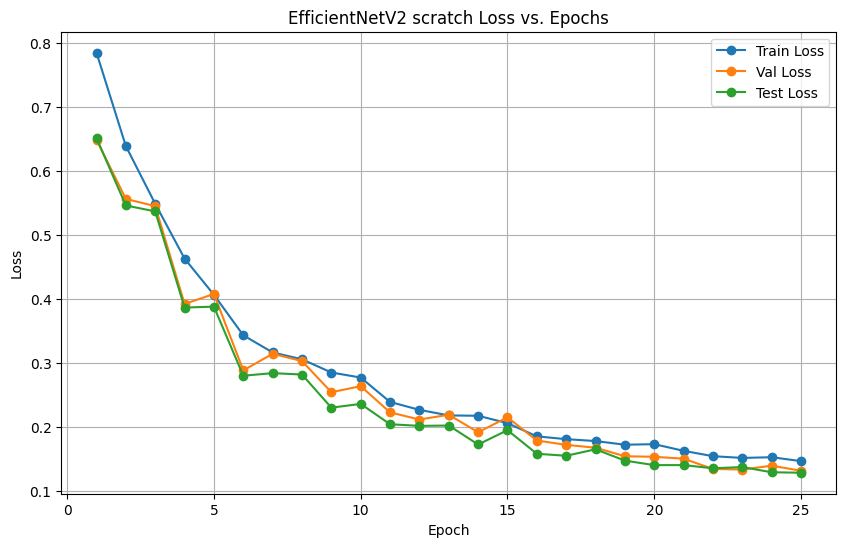 EfficientNetV2 scratch Loss vs. Epochs
Train Loss
Val Loss
Test Loss
Loss
0.8
0.7
0.6
0.5
0.4
0.3
0.2
0.1
0 5 10 15 20 25
Epoch